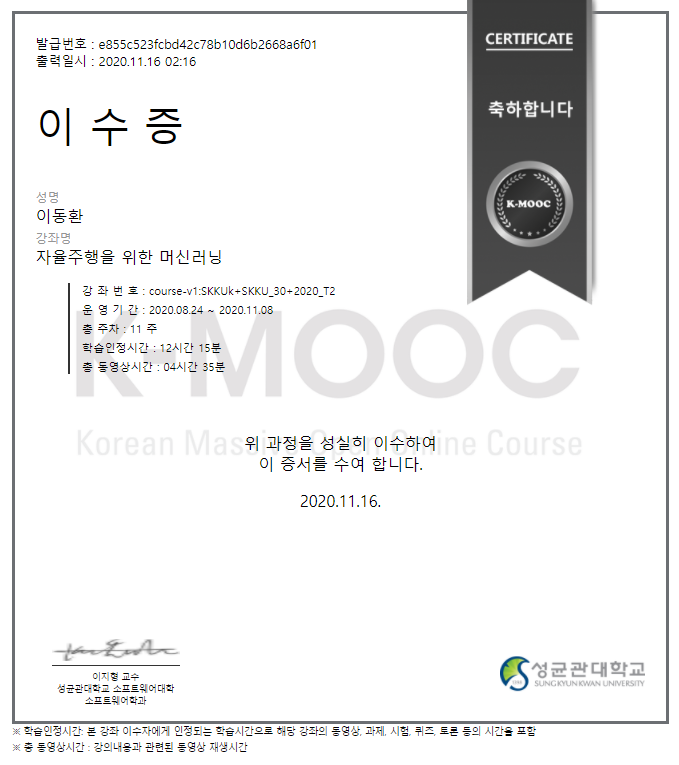 발급번호 : e855c523fcbd42c78b10d6b2668a6f01
출력일시 : 2020.11.16 02:16
CERTIFICATE
축하합니다
K-MOOC
이 수 증
성명
이동환
강좌명
자율주행을 위한 머신러닝
강 좌 번 호 : course-v1:SKKUk+SKKU_30+2020_T2
운 영 기 간 : 2020.08.24 ~ 2020.11.08
총 주차 : 11 주
학습인정시간 : 12시간 15분
총 동영상시간 : 04시간 35분
K-MOOC
Korean Massive Open Online Course
위 과정을 성실히 이수하여
이 증서를 수여 합니다.
2020.11.16.
이지형 교수
성균관대학교 소프트웨어대학
소프트웨어학과
성균관대학교
SUNG KYUN KWAN UNIVERSITY
※ 학습인정시간: 본 강좌 이수자에게 인정되는 학습시간으로 해당 강좌의 동영상, 과제, 시험, 퀴즈, 토론 등의 시간을 포함
※ 총 동영상시간 : 강의내용과 관련된 동영상 재생시간